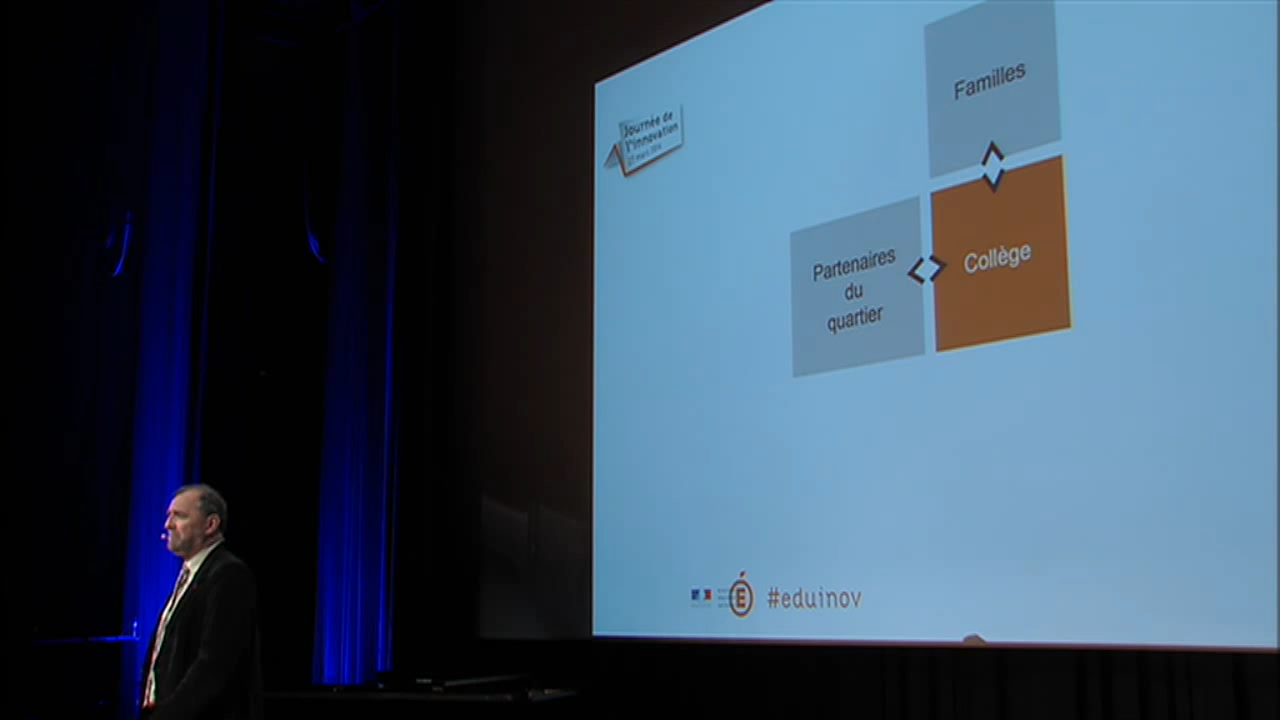 Journée de
l'innovation
Familles
Partenaires
du
quartier
Collège
#eduinov